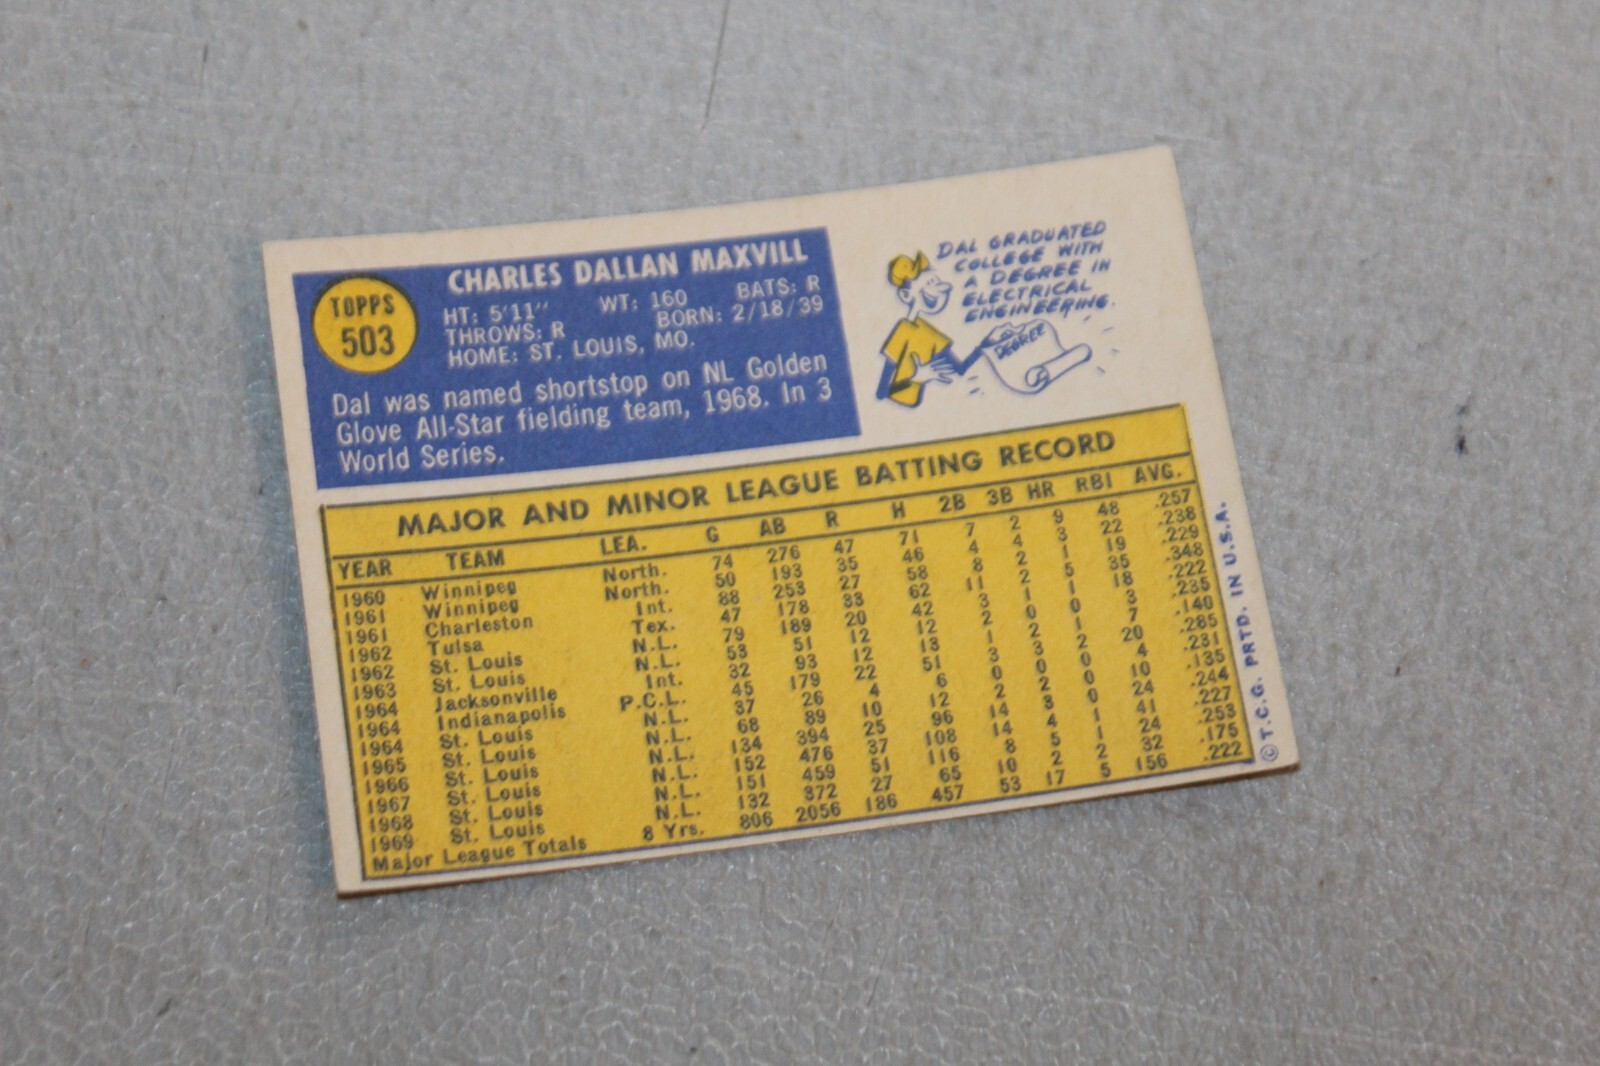 TOPPS
503
CHARLES DALLAN MAXVILL
HT: 5'11" WT: 160 BATS: R
THROWS: R BORN: 2/18/39
HOME: ST. LOUIS, MO.
Dal was named shortstop on NL Golden
Glove All-Star fielding team, 1968. In 3
World Series.
DAL GRADUATED
COLLEGE WITH
A DEGREE IN
ELECTRICAL
ENGINEERING.
DEGREE
MAJOR AND MINOR LEAGUE BATTING RECORD
YEAR TEAM LEA. G AB R H 2B 3B HR RBI AVG.
1960 Winnipeg North. 74 276 47 71 7 2 9 48 .257
1961 Winnipeg North. 50 193 35 46 4 4 3 22 .238
1961 Charleston Int. 88 253 27 58 8 2 1 19 .229
1962 Tulsa Tex. 47 178 33 62 11 2 5 35 .348
1962 St. Louis N.L. 79 189 20 42 3 1 1 18 .222
1963 St. Louis N.L. 53 51 12 12 2 0 0 3 .235
1964 Jacksonville Int. 32 93 12 13 1 2 1 7 .140
1964 Indianapolis P.C.L. 45 179 22 51 3 3 2 20 .285
1964 St. Louis N.L. 37 26 4 6 0 0 0 4 .231
1965 St. Louis N.L. 68 89 10 12 2 2 0 10 .135
1966 St. Louis N.L. 134 394 25 96 14 3 0 24 .244
1967 St. Louis N.L. 152 476 37 108 14 4 1 41 .227
1968 St. Louis N.L. 151 459 51 116 8 5 1 24 .253
1969 St. Louis N.L. 132 372 27 65 10 2 2 32 .175
Major League Totals 8 Yrs. 806 2056 186 457 53 17 5 156 .222
© T.C.G. PRTD. IN U.S.A.